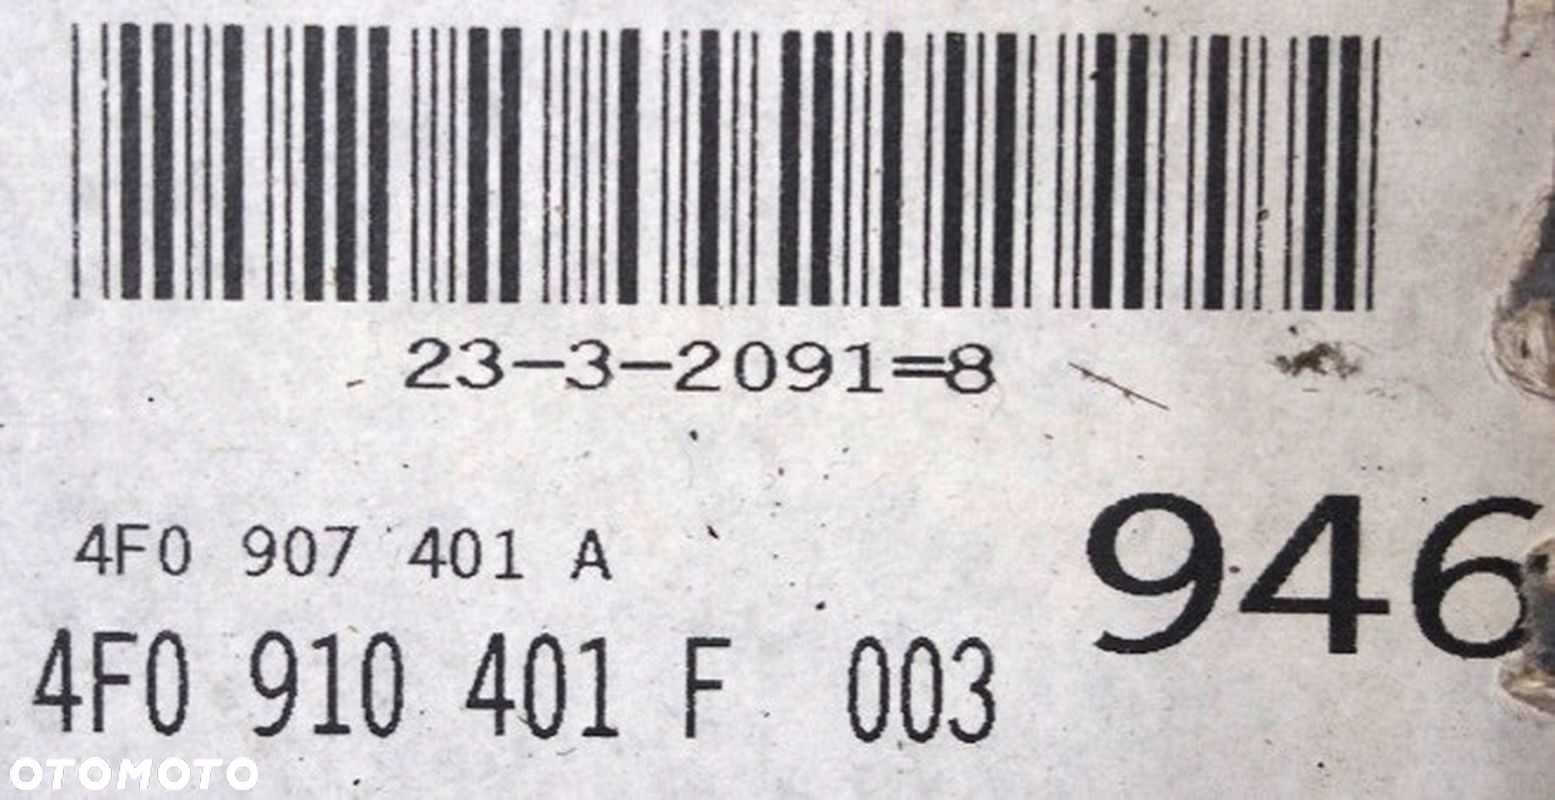 23-3-2091=8
946
4F0 907 401 A
4F0 910 401 F 003
OTOMOTO